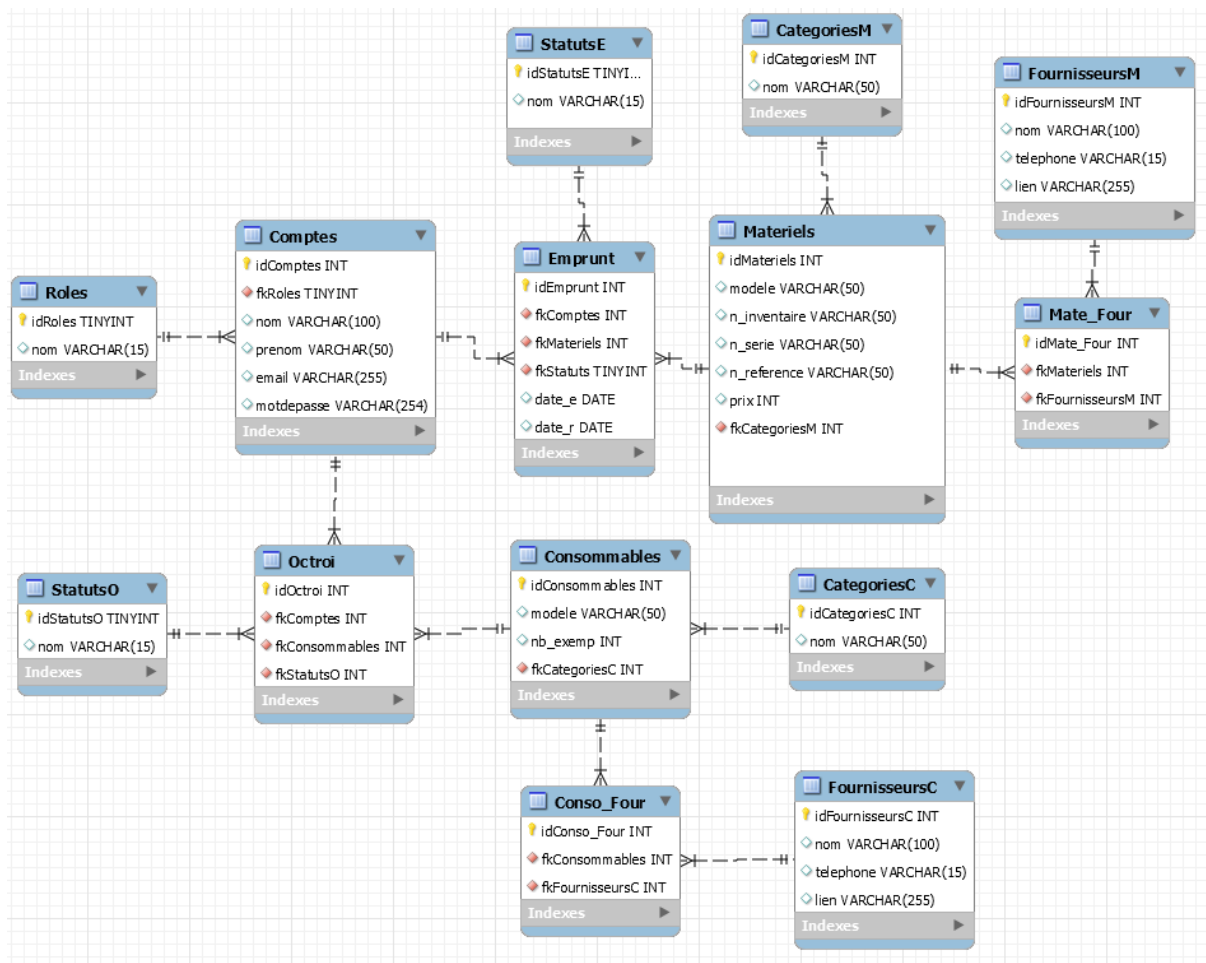 StatutsE
idStatutsE TINYI...
nom VARCHAR(15)
Indexes
CategoriesM
idCategoriesM INT
nom VARCHAR(50)
Indexes
FournisseursM
idFournisseursM INT
nom VARCHAR(100)
telephone VARCHAR(15)
lien VARCHAR(255)
Indexes
Roles
idRoles TINYINT
nom VARCHAR(15)
Indexes
Comptes
idComptes INT
fkRoles TINYINT
nom VARCHAR(100)
prenom VARCHAR(50)
email VARCHAR(255)
motdepasse VARCHAR(254)
Indexes
Emprunt
idEmprunt INT
fkComptes INT
fkMateriels INT
fkStatuts TINYINT
date_e DATE
date_r DATE
Indexes
Materiels
idMateriels INT
modele VARCHAR(50)
n_inventaire VARCHAR(50)
n_serie VARCHAR(50)
n_reference VARCHAR(50)
prix INT
fkCategoriesM INT
Indexes
Mate_Four
idMate_Four INT
fkMateriels INT
fkFournisseursM INT
Indexes
StatutsO
idStatutsO TINYINT
nom VARCHAR(15)
Indexes
Octroi
idOctroi INT
fkComptes INT
fkConsommables INT
fkStatutsO INT
Indexes
Consommables
idConsommables INT
modele VARCHAR(50)
nb_exemp INT
fkCategoriesC INT
Indexes
CategoriesC
idCategoriesC INT
nom VARCHAR(50)
Indexes
Conso_Four
idConso_Four INT
fkConsommables INT
fkFournisseursC INT
Indexes
FournisseursC
idFournisseursC INT
nom VARCHAR(100)
telephone VARCHAR(15)
lien VARCHAR(255)
Indexes